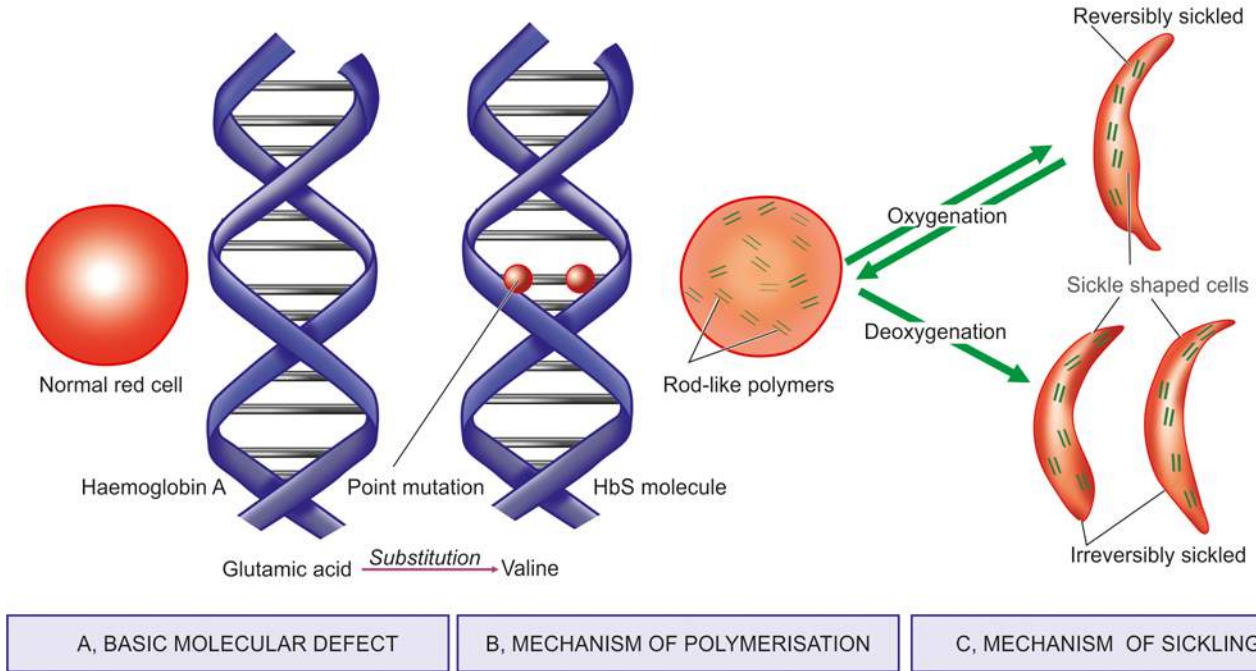 Reversibly sickled
Oxygenation
Sickle shaped cells
Deoxygenation
Normal red cell
Rod-like polymers
Haemoglobin A
Point mutation
HbS molecule
Irreversibly sickled
Glutamic acid Substitution Valine
A, BASIC MOLECULAR DEFECT
B, MECHANISM OF POLYMERISATION
C, MECHANISM OF SICKLING